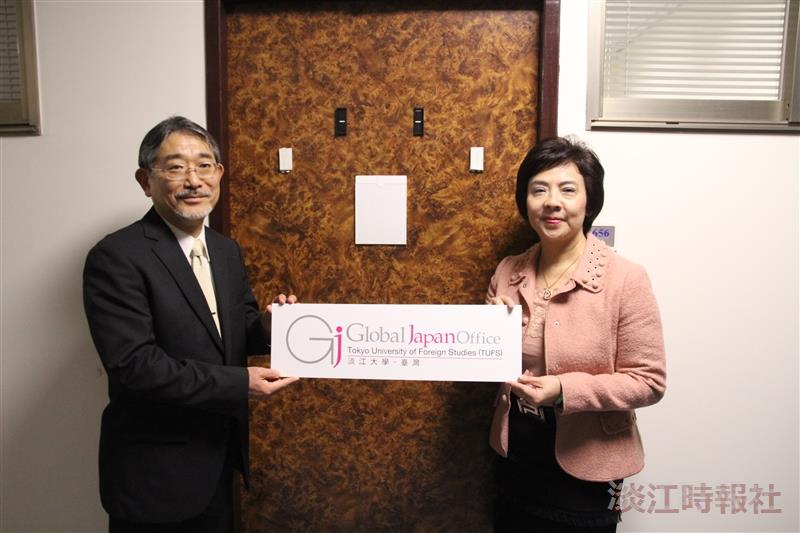 656
Gj Global Japan Office
Tokyo University of Foreign Studies (TUFS)
淡江大學 - 臺灣
淡江時報社